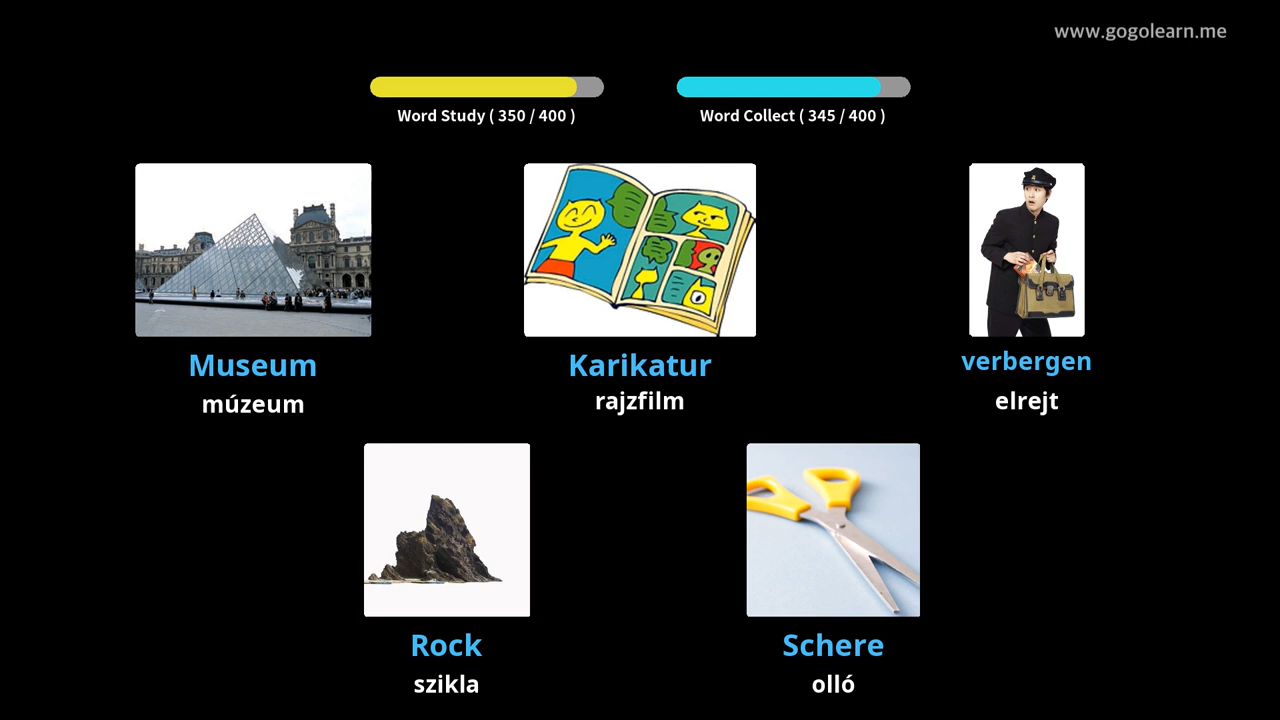 www.gogolearn.me
Word Study ( 350 / 400 )
Word Collect ( 345 / 400 )
Museum
múzeum
Karikatur
rajzfilm
verbergen
elrejt
Rock
szikla
Schere
olló